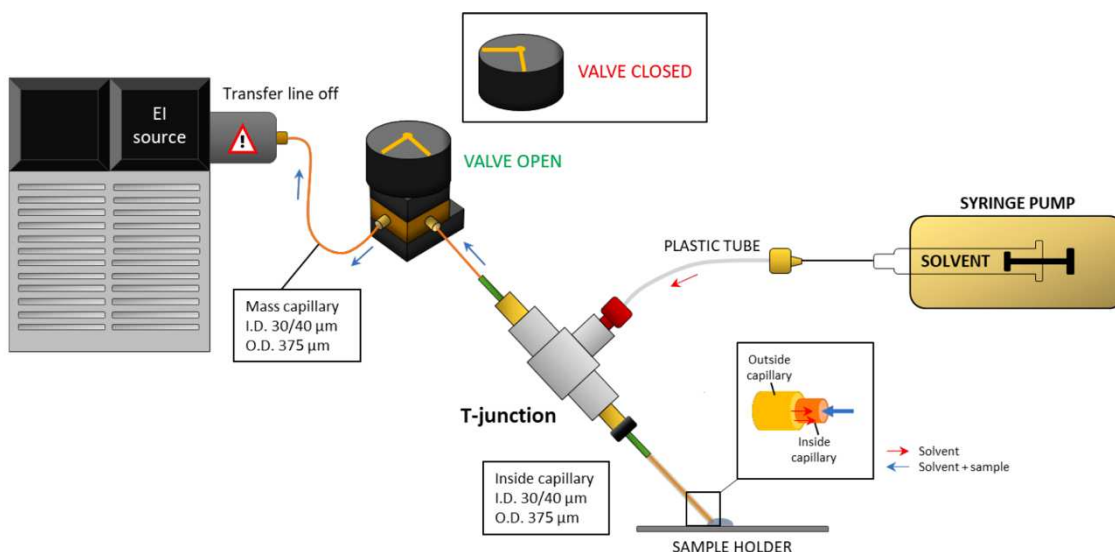 VALVE CLOSED
EI
source
Transfer line off
!
VALVE OPEN
SYRINGE PUMP
SOLVENT
PLASTIC TUBE
Mass capillary
I.D. 30/40 µm
O.D. 375 µm
T-junction
Outside
capillary
Inside
capillary
Solvent
Solvent + sample
Inside capillary
I.D. 30/40 µm
O.D. 375 µm
SAMPLE HOLDER